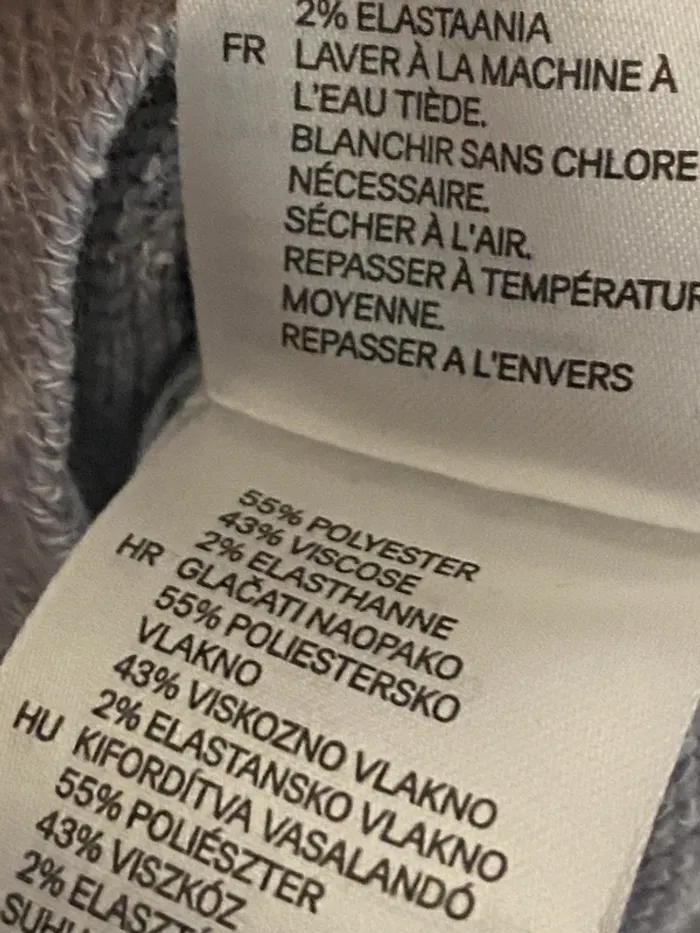 2% ELASTAANIA
FR LAVER À LA MACHINE À
L'EAU TIÈDE.
BLANCHIR SANS CHLORE
NÉCESSAIRE.
SÉCHER À L'AIR.
REPASSER À TEMPÉRATUR
MOYENNE.
REPASSER A L'ENVERS
55% POLYESTER
43% VISCOSE
2% ELASTHANNE
HR GLAČATI NAOPAKO
55% POLIESTERSKO
VLAKNO
43% VISKOZNO VLAKNO
2% ELASTANSKO VLAKNO
HU KIFORDÍTVA VASALANDÓ
55% POLIÉSZTER
43% VISZKÓZ
2%